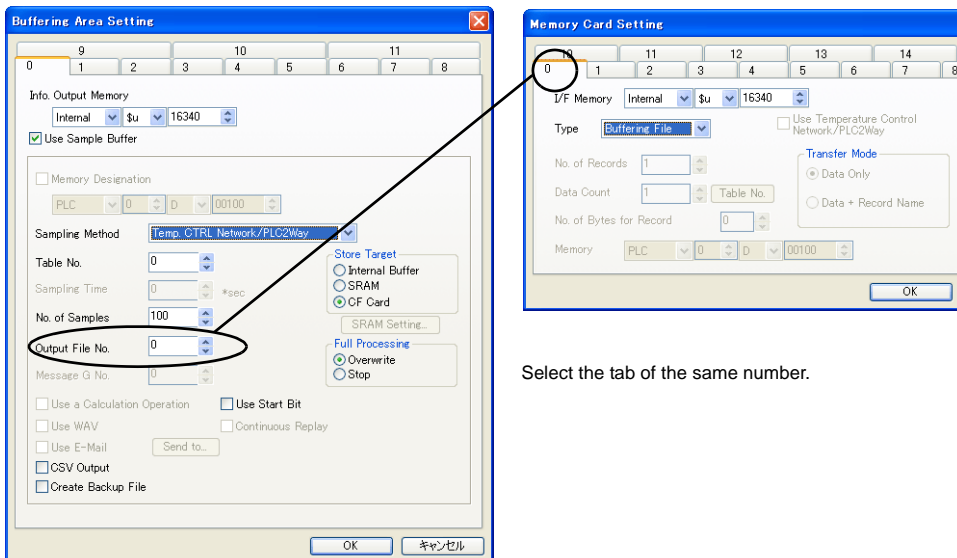 Buffering Area Setting
9 10 11
0 1 2 3 4 5 6 7 8
Info. Output Memory
Internal $u 16340
Use Sample Buffer
Memory Designation
PLC 0 D 00100
Sampling Method Temp. CTRL Network/PLC2Way
Table No. 0
Sampling Time 0 *sec
No. of Samples 100
Output File No. 0
Message G No. 0
Store Target
Internal Buffer
SRAM
CF Card
SRAM Setting...
Full Processing
Overwrite
Stop
Use a Calculation Operation Use Start Bit
Use WAV Continuous Replay
Use E-Mail Send to...
CSV Output
Create Backup File
OK キャンセル
Memory Card Setting
10 11 12 13 14
0 1 2 3 4 5 6 7 8
I/F Memory Internal $u 16340
Type Buffering File
Use Temperature Control
Network/PLC2Way
No. of Records 1
Data Count 1 Table No.
No. of Bytes for Record 0
Transfer Mode
Data Only
Data + Record Name
Memory PLC 0 D 00100
OK
Select the tab of the same number.